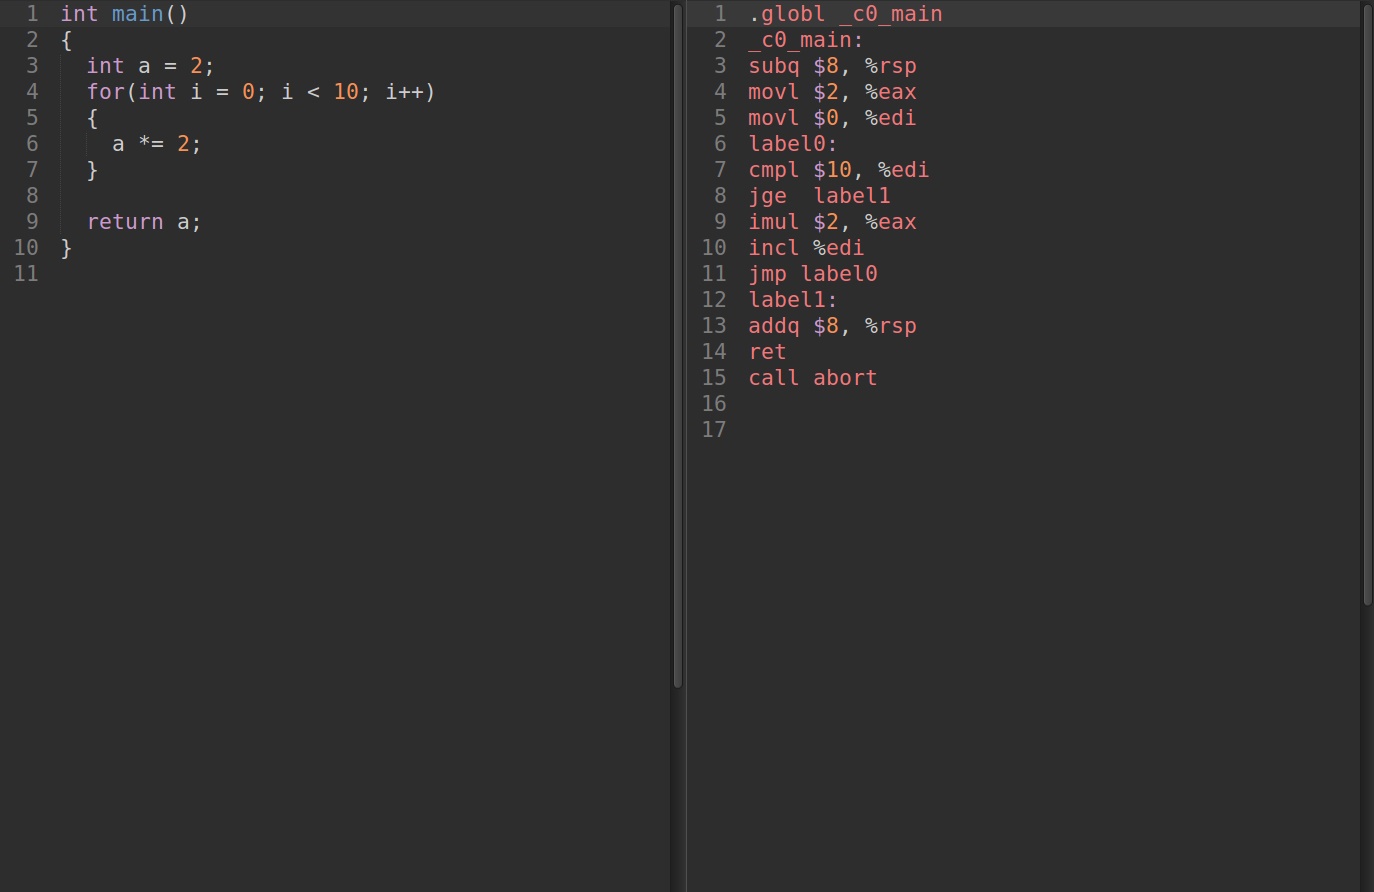 1 int main()
2 {
3   int a = 2;
4   for(int i = 0; i < 10; i++)
5   {
6     a *= 2;
7   }
8
9   return a;
10 }
11
1 .globl _c0_main
2 _c0_main:
3 subq $8, %rsp
4 movl $2, %eax
5 movl $0, %edi
6 label0:
7 cmpl $10, %edi
8 jge  label1
9 imul $2, %eax
10 incl %edi
11 jmp label0
12 label1:
13 addq $8, %rsp
14 ret
15 call abort
16
17